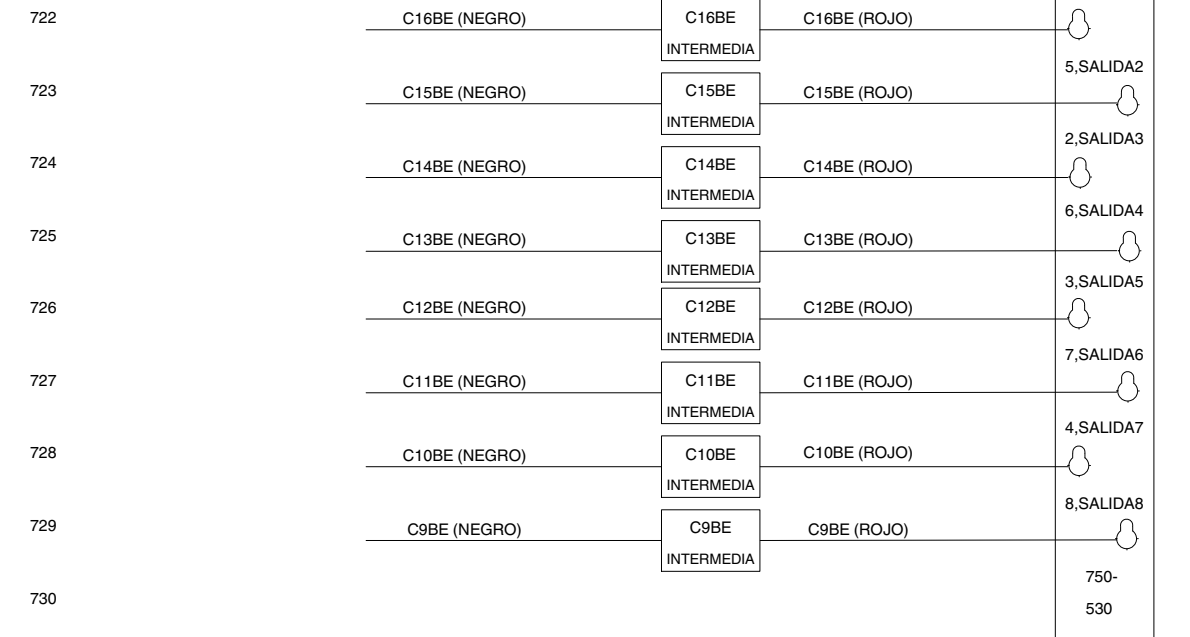 722 C16BE (NEGRO) C16BE C16BE (ROJO)
INTERMEDIA
5,SALIDA2
723 C15BE (NEGRO) C15BE C15BE (ROJO)
INTERMEDIA
2,SALIDA3
724 C14BE (NEGRO) C14BE C14BE (ROJO)
INTERMEDIA
6,SALIDA4
725 C13BE (NEGRO) C13BE C13BE (ROJO)
INTERMEDIA
3,SALIDA5
726 C12BE (NEGRO) C12BE C12BE (ROJO)
INTERMEDIA
7,SALIDA6
727 C11BE (NEGRO) C11BE C11BE (ROJO)
INTERMEDIA
4,SALIDA7
728 C10BE (NEGRO) C10BE C10BE (ROJO)
INTERMEDIA
8,SALIDA8
729 C9BE (NEGRO) C9BE C9BE (ROJO)
INTERMEDIA
750-
730 530